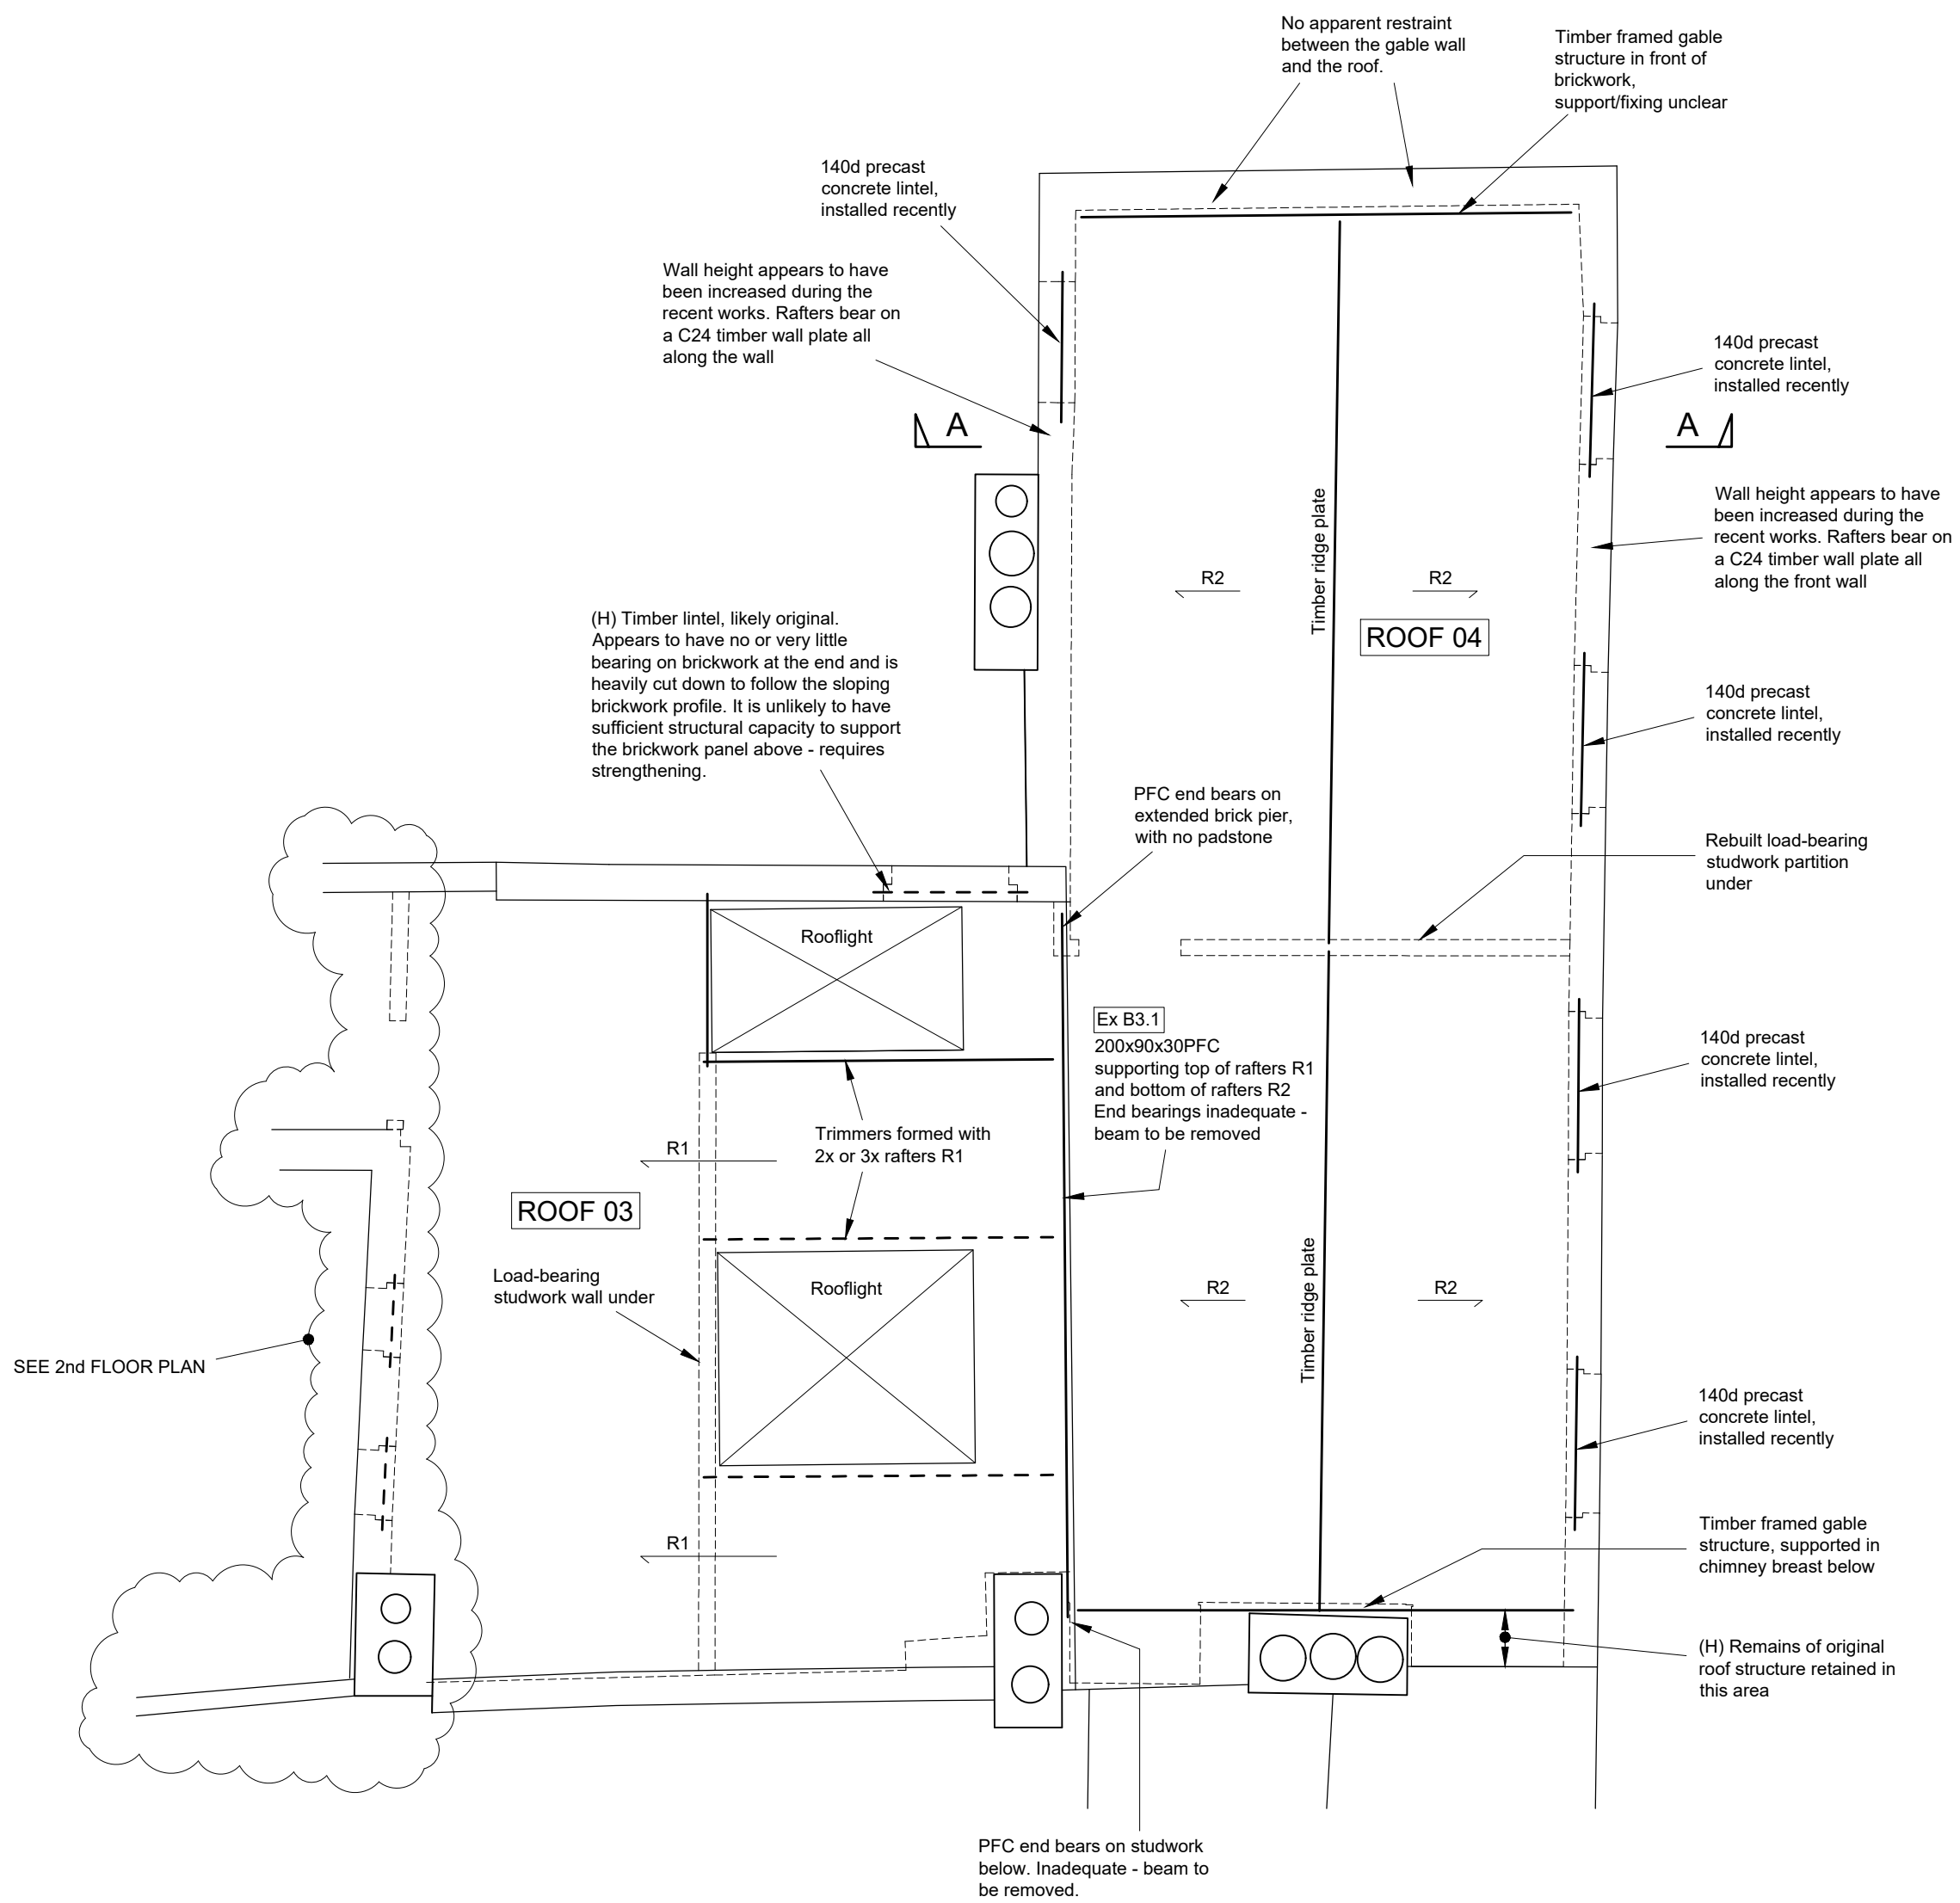 No apparent restraint
between the gable wall
and the roof.
Timber framed gable
structure in front of
brickwork,
support/fixing unclear
140d precast
concrete lintel,
installed recently
Wall height appears to have
been increased during the
recent works. Rafters bear on
a C24 timber wall plate all
along the wall
140d precast
concrete lintel,
installed recently
A
A
Wall height appears to have
been increased during the
recent works. Rafters bear on
a C24 timber wall plate all
along the front wall
Timber ridge plate
R2
R2
ROOF 04
(H) Timber lintel, likely original.
Appears to have no or very little
bearing on brickwork at the end and is
heavily cut down to follow the sloping
brickwork profile. It is unlikely to have
sufficient structural capacity to support
the brickwork panel above - requires
strengthening.
140d precast
concrete lintel,
installed recently
PFC end bears on
extended brick pier,
with no padstone
Rebuilt load-bearing
studwork partition
under
Rooflight
Ex B3.1
200x90x30PFC
supporting top of rafters R1
and bottom of rafters R2
End bearings inadequate -
beam to be removed
140d precast
concrete lintel,
installed recently
Trimmers formed with
2x or 3x rafters R1
R1
ROOF 03
Load-bearing
studwork wall under
Rooflight
Timber ridge plate
R2
R2
SEE 2nd FLOOR PLAN
140d precast
concrete lintel,
installed recently
R1
Timber framed gable
structure, supported in
chimney breast below
(H) Remains of original
roof structure retained in
this area
PFC end bears on studwork
below. Inadequate - beam to
be removed.